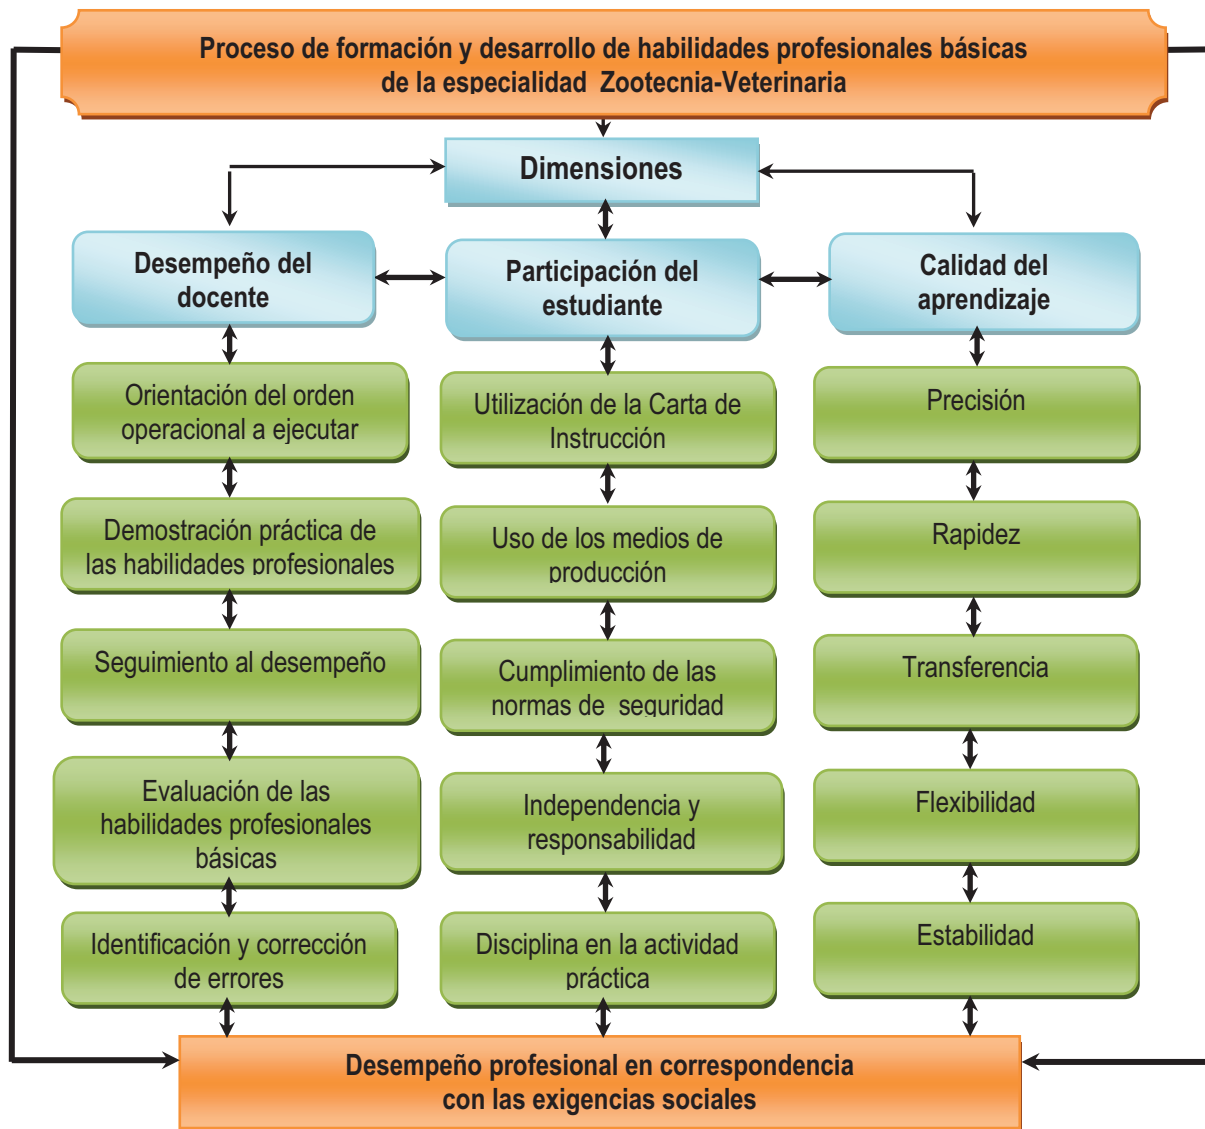 Proceso de formación y desarrollo de habilidades profesionales básicas
de la especialidad Zootecnia-Veterinaria
Dimensiones
Desempeño del
docente
Participación del
estudiante
Calidad del
aprendizaje
Orientación del orden
operacional a ejecutar
Demostración práctica de
las habilidades profesionales
Seguimiento al desempeño
Evaluación de las
habilidades profesionales
básicas
Identificación y corrección
de errores
Utilización de la Carta de
Instrucción
Uso de los medios de
producción
Cumplimiento de las
normas de seguridad
Independencia y
responsabilidad
Disciplina en la actividad
práctica
Precisión
Rapidez
Transferencia
Flexibilidad
Estabilidad
Desempeño profesional en correspondencia
con las exigencias sociales